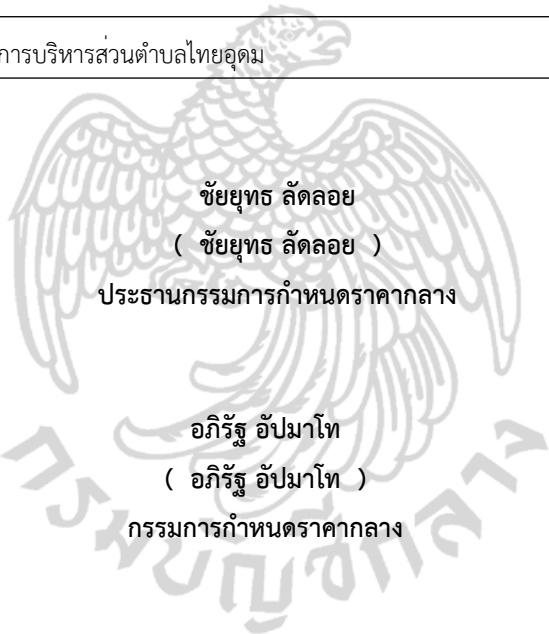 การบริหารส่วนตำบลไทยอุดม
ชัยยุทธ ลัดลอย
( ชัยยุทธ ลัดลอย )
ประธานกรรมการกำหนดราคากลาง
อภิรัฐ อัปมาโท
( อภิรัฐ อัปมาโท )
กรรมการกำหนดราคากลาง
กรมบัญชีกลาง